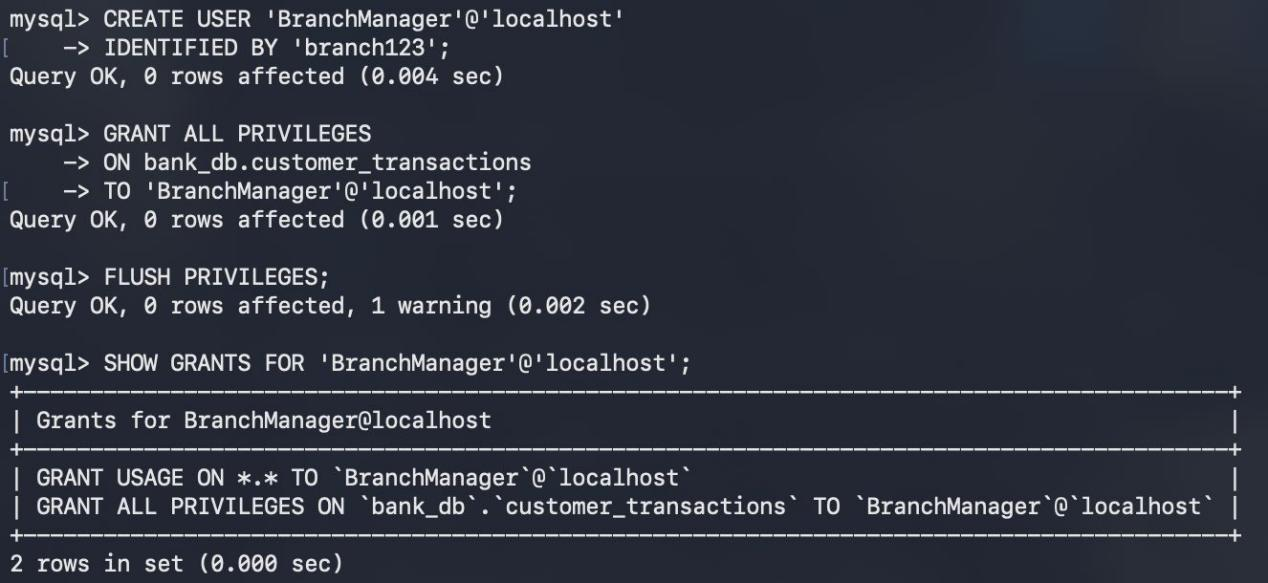 mysql> CREATE USER 'BranchManager'@'localhost'
[    -> IDENTIFIED BY 'branch123';
Query OK, 0 rows affected (0.004 sec)
mysql> GRANT ALL PRIVILEGES
-> ON bank_db.customer_transactions
[    -> TO 'BranchManager'@'localhost';
Query OK, 0 rows affected (0.001 sec)
[mysql> FLUSH PRIVILEGES;
Query OK, 0 rows affected, 1 warning (0.002 sec)
[mysql> SHOW GRANTS FOR 'BranchManager'@'localhost';
| Grants for BranchManager@localhost |
| GRANT USAGE ON *.* TO `BranchManager`@`localhost` |
| GRANT ALL PRIVILEGES ON `bank_db`.`customer_transactions` TO `BranchManager`@`localhost` |
2 rows in set (0.000 sec)